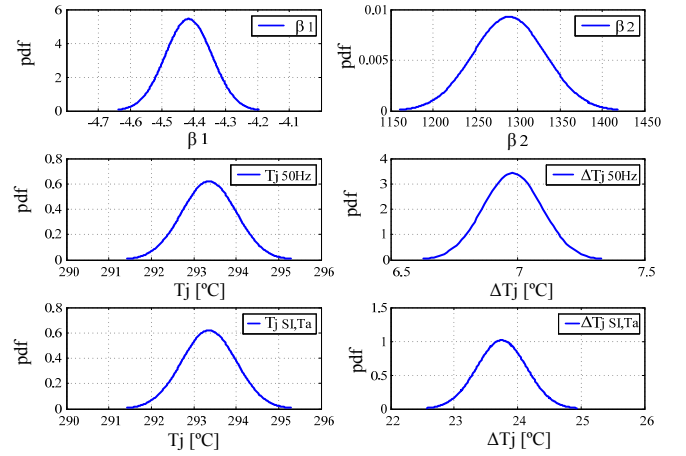 6
β 1
4
pdf
2
0
-4.7 -4.6 -4.5 -4.4 -4.3 -4.2 -4.1
β 1
0.01
β 2
pdf
0.005
0
1150 1200 1250 1300 1350 1400 1450
β 2
0.8
Tj 50Hz
0.6
pdf
0.4
0.2
0
290 291 292 293 294 295 296
Tj [ºC]
4
ΔTj 50Hz
3
pdf
2
1
0
6.5 7 7.5
ΔTj [ºC]
0.8
Tj SI,Ta
0.6
pdf
0.4
0.2
0
290 291 292 293 294 295 296
Tj [ºC]
1.5
ΔTj SI,Ta
1
pdf
0.5
0
22 23 24 25 26
ΔTj [ºC]